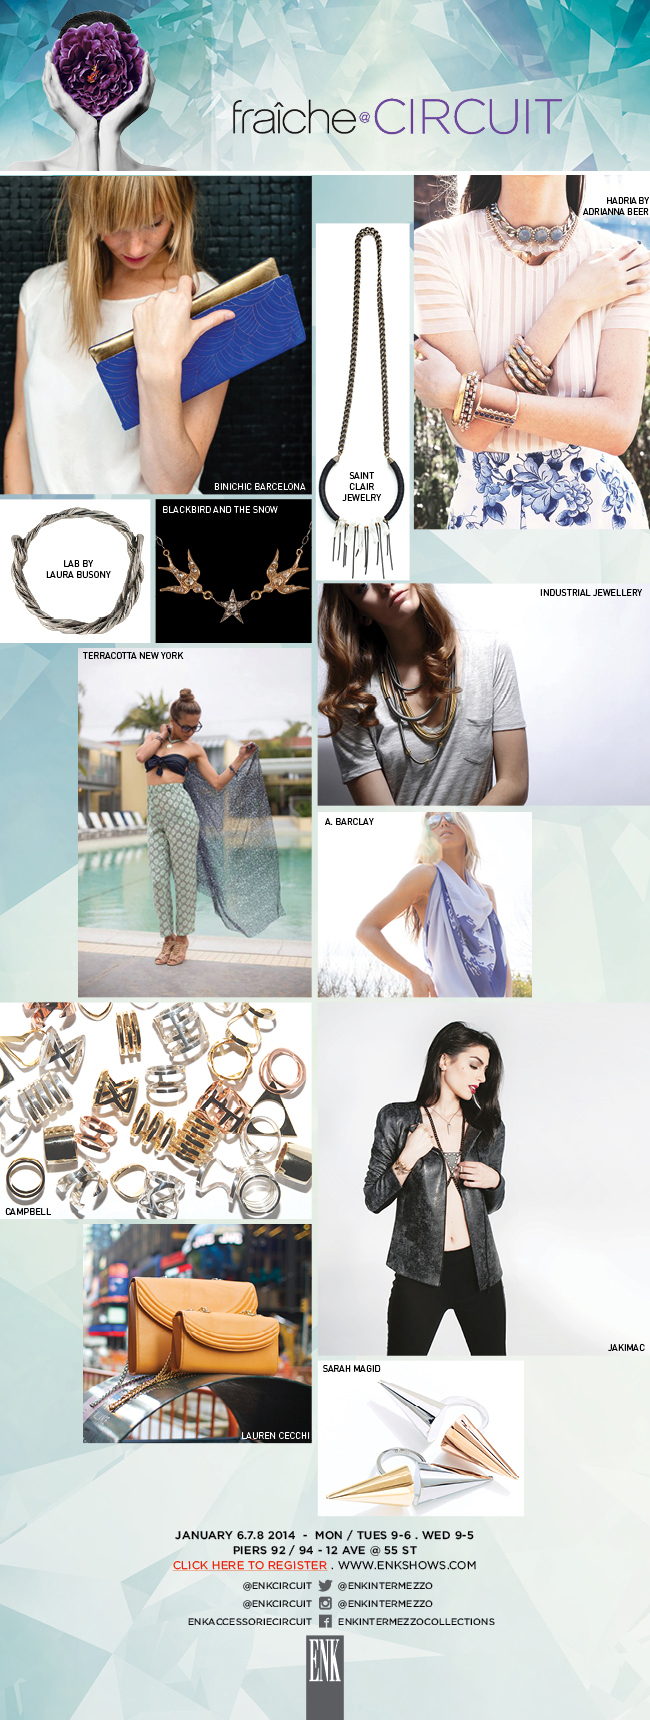 fraîche@CIRCUIT
HADRIA BY
ADRIANNA BEER
BINICHIC BARCELONA
SAINT
CLAIR
JEWELRY
LAB BY
LAURA BUSONY
BLACKBIRD AND THE SNOW
INDUSTRIAL JEWELLERY
TERRACOTTA NEW YORK
A. BARCLAY
CAMPBELL
JAKIMAC
LAUREN CECCHI
SARAH MAGID
JANUARY 6.7.8 2014 - MON / TUES 9-6 . WED 9-5
PIERS 92 / 94 - 12 AVE @ 55 ST
CLICK HERE TO REGISTER . WWW.ENKSHOWS.COM
@ENKCIRCUIT @ENKINTERMEZZO
@ENKCIRCUIT @ENKINTERMEZZO
ENKACCESSORIECIRCUIT ENKINTERMEZZOCOLLECTIONS
ENK